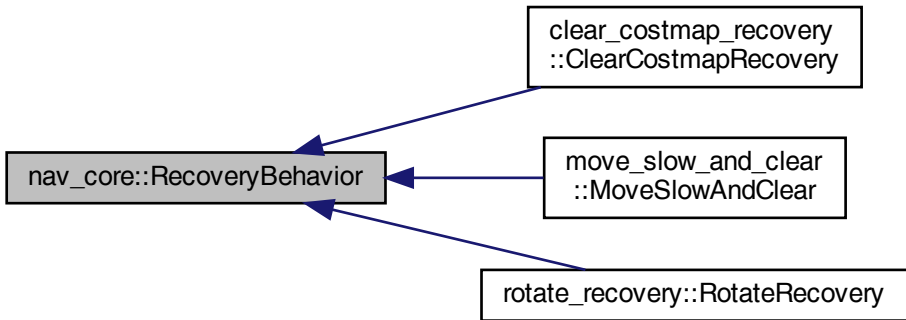 clear_costmap_recovery
::ClearCostmapRecovery
nav_core::RecoveryBehavior
move_slow_and_clear
::MoveSlowAndClear
rotate_recovery::RotateRecovery